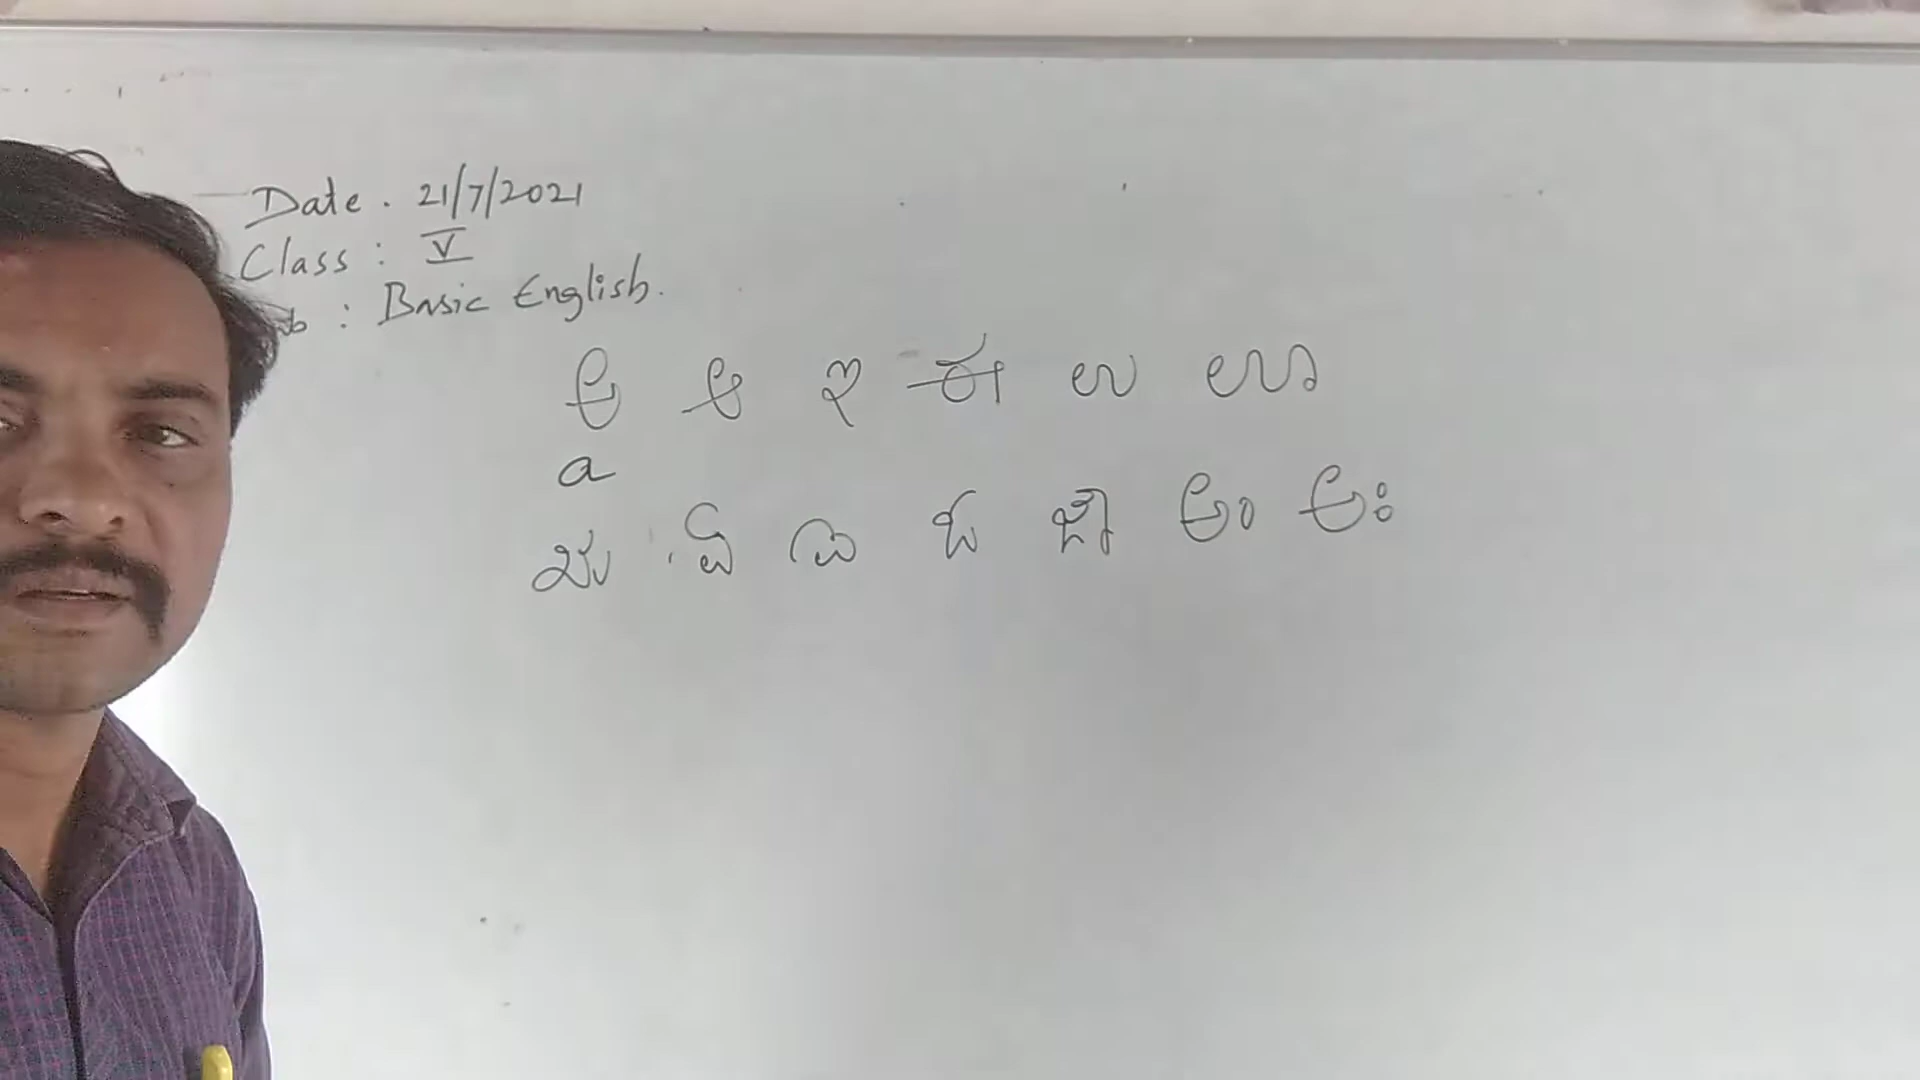 Date. 21/7/2021
Class : V
b : Basic English.
ಅ ಆ ಇ ಈ ಉ ಊ
a
ಎ ಏ ಐ ಒ ಔ ಅಂ ಅಃ